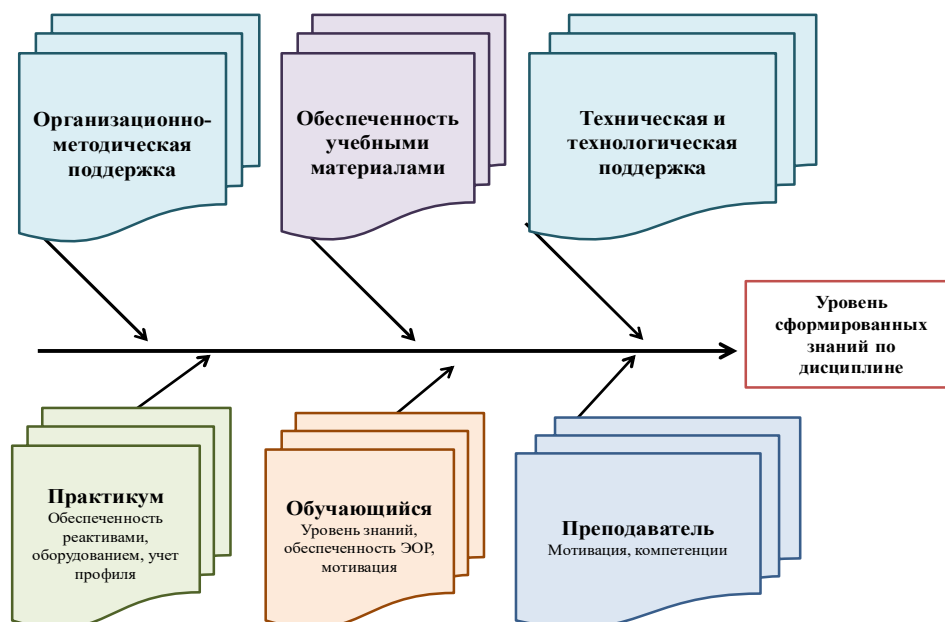 Организационно-
методическая
поддержка
Обеспеченность
учебными
материалами
Техническая и
технологическая
поддержка
Уровень
сформированных
знаний по
дисциплине
Практикум
Обеспеченность
реактивами,
оборудованием, учет
профиля
Обучающийся
Уровень знаний,
обеспеченность ЭОР,
мотивация
Преподаватель
Мотивация, компетенции